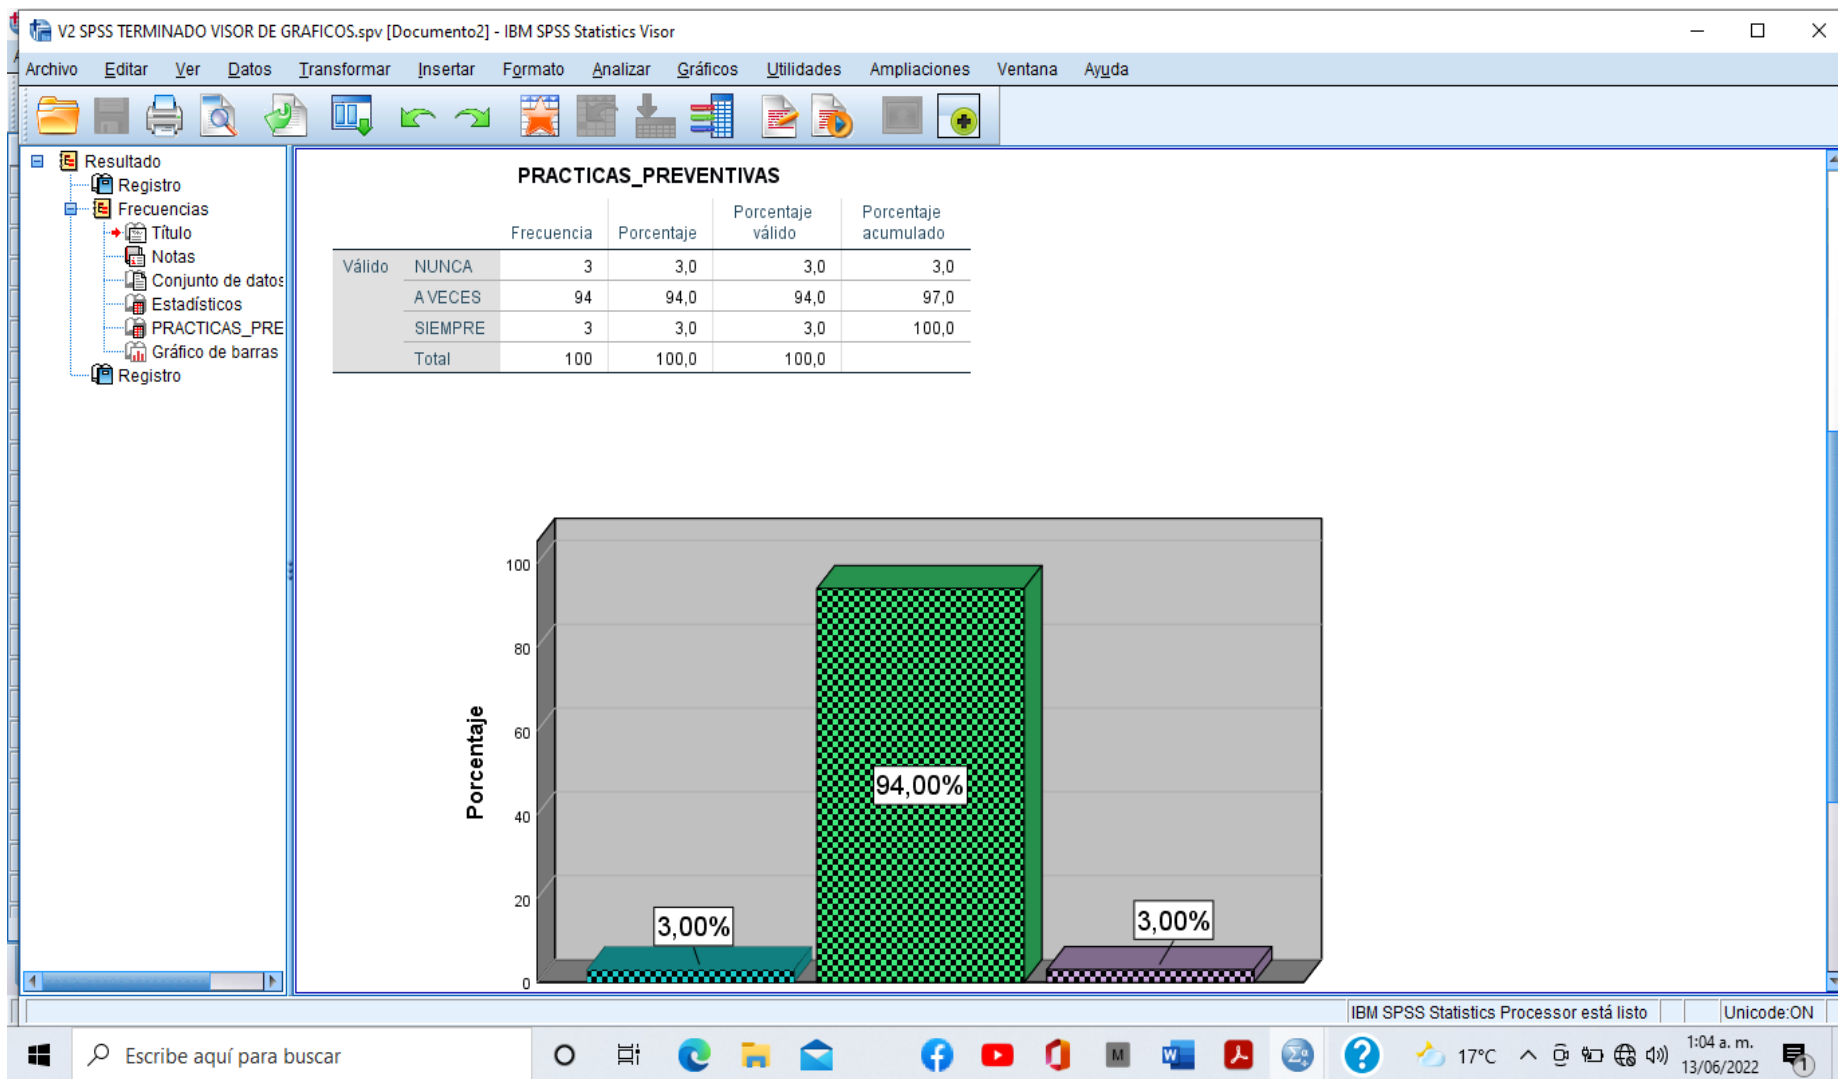 V2 SPSS TERMINADO VISOR DE GRAFICOS.spv [Documento2] - IBM SPSS Statistics Visor
Archivo Editar Ver Datos Transformar Insertar Formato Analizar Gráficos Utilidades Ampliaciones Ventana Ayuda
Resultado
Registro
Frecuencias
Título
Notas
Conjunto de datos
Estadísticos
PRACTICAS_PRE
Gráfico de barras
Registro
PRACTICAS_PREVENTIVAS
Frecuencia Porcentaje Porcentaje válido Porcentaje acumulado
Válido NUNCA 3 3,0 3,0 3,0
A VECES 94 94,0 94,0 97,0
SIEMPRE 3 3,0 3,0 100,0
Total 100 100,0 100,0
Porcentaje
100
80
60
40
20
0
3,00%
94,00%
3,00%
IBM SPSS Statistics Processor está listo Unicode:ON
Escribe aquí para buscar
17°C
1:04 a. m.
13/06/2022
1